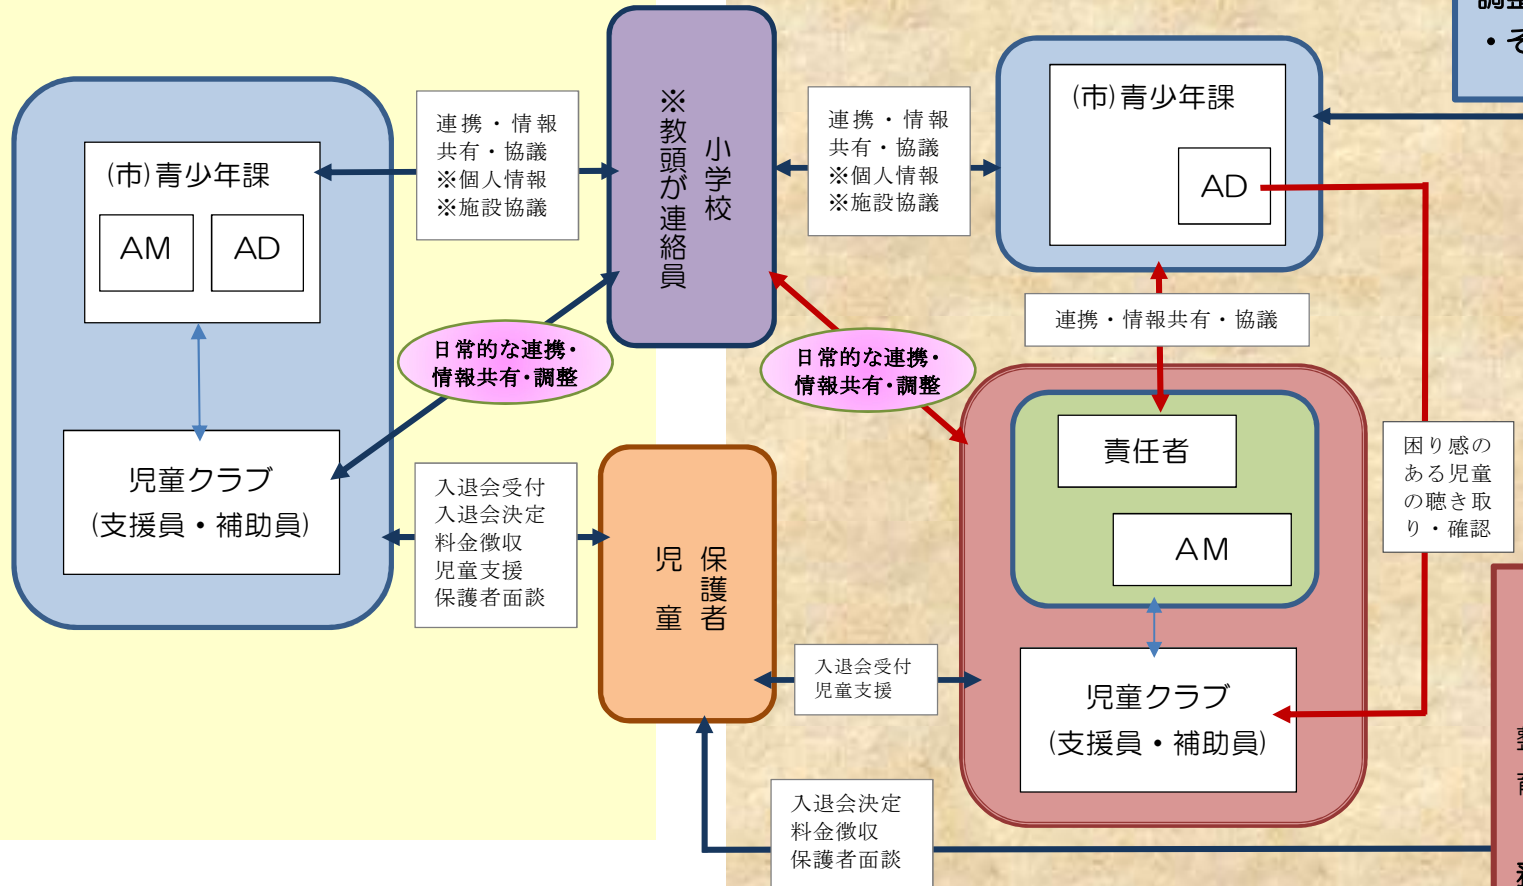 (市)青少年課
AM
AD
児童クラブ
(支援員・補助員)
連携・情報
共有・協議
※個人情報
※施設協議
日常的な連携・
情報共有・調整
入退会受付
入退会決定
料金徴収
児童支援
保護者面談
小学校
※教頭が連絡員
保護者
児　童
連携・情報
共有・協議
※個人情報
※施設協議
日常的な連携・
情報共有・調整
入退会受付
児童支援
入退会決定
料金徴収
保護者面談
(市)青少年課
AD
連携・情報共有・協議
責任者
AM
児童クラブ
(支援員・補助員)
困り感の
ある児童
の聴き取
り・確認
・そ